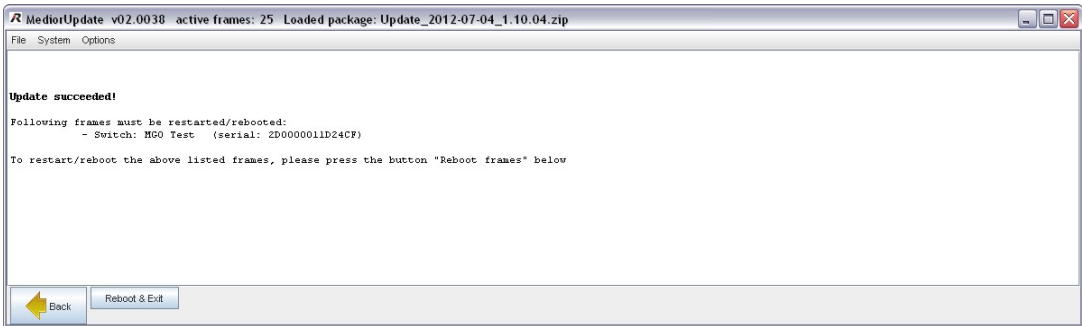 R MediorUpdate v02.0038 active frames: 25 Loaded package: Update_2012-07-04_1.10.04.zip
File System Options
Update succeeded!
Following frames must be restarted/rebooted:
- Switch: MGO Test (serial: 2D0000011D24CF)
To restart/reboot the above listed frames, please press the button "Reboot frames" below
Back Reboot & Exit